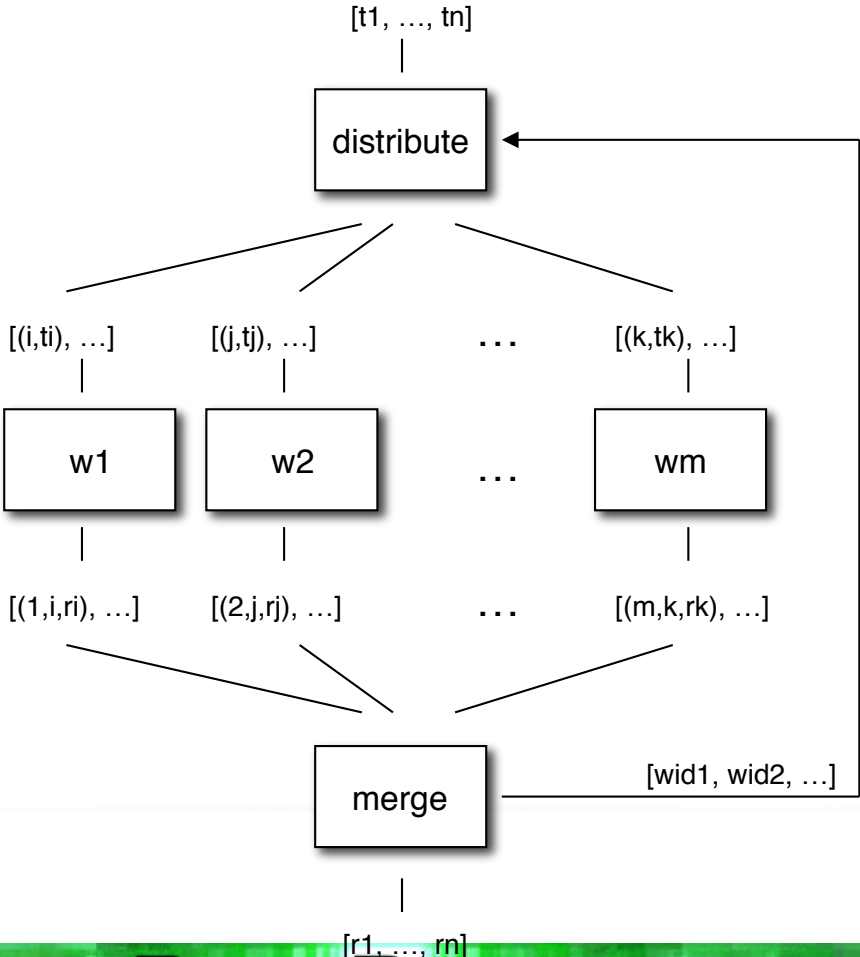 [t1, …, tn]
distribute
[(i,ti), …] [(j,tj), …] ... [(k,tk), …]
w1 w2 ... wm
[(1,i,ri), …] [(2,j,rj), …] ... [(m,k,rk), …]
[wid1, wid2, …]
merge
[r1, …, rn]